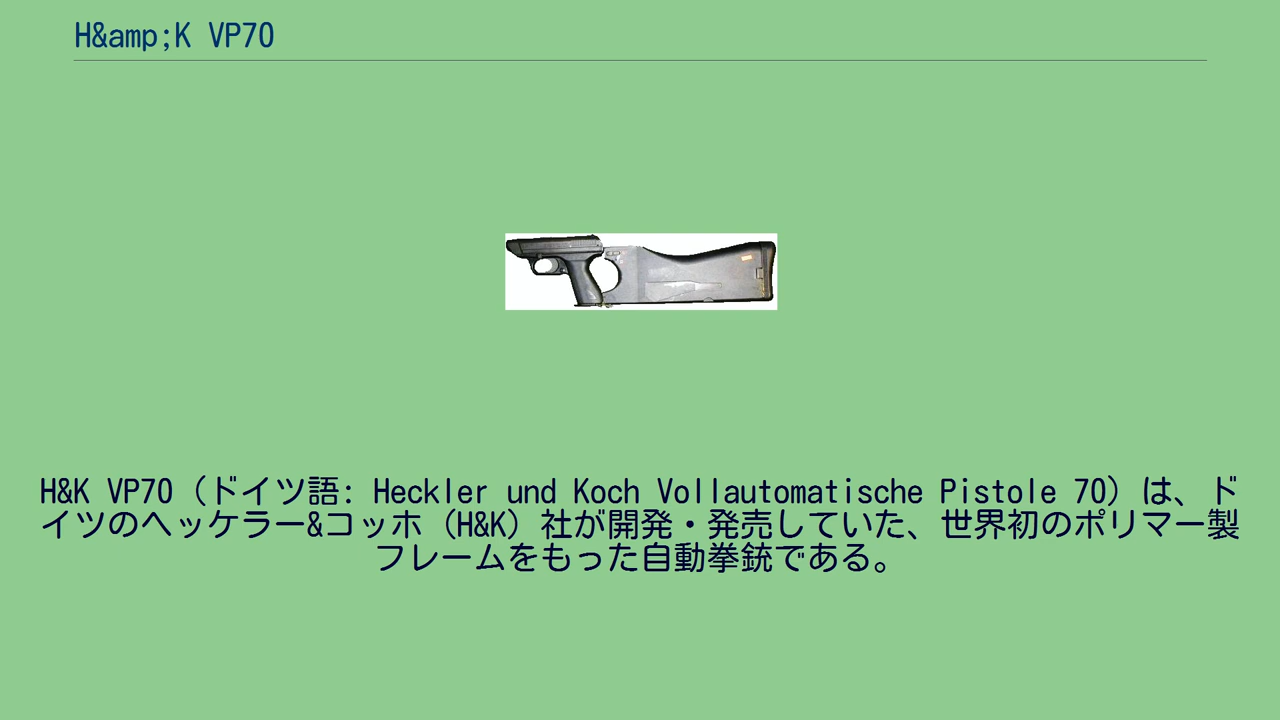 H&amp;K VP70
H&K VP70（ドイツ語: Heckler und Koch Vollautomatische Pistole 70）は、ド
イツのヘッケラー&コッホ（H&K）社が開発・発売していた、世界初のポリマー製
フレームをもった自動拳銃である。